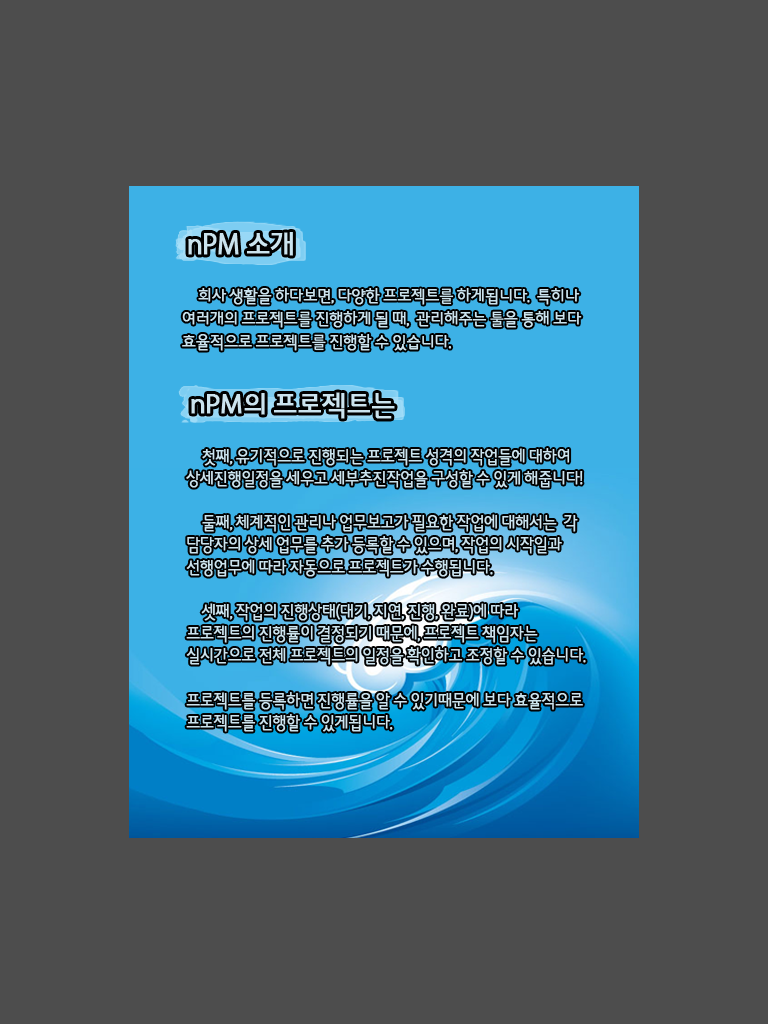 nPM 소개
회사 생활을 하다보면, 다양한 프로젝트를 하게됩니다. 특히나
여러개의 프로젝트를 진행하게 될 때, 관리해주는 툴을 통해 보다
효율적으로 프로젝트를 진행할 수 있습니다.
nPM의 프로젝트는
첫째, 유기적으로 진행되는 프로젝트 성격의 작업들에 대하여
상세진행일정을 세우고 세부추진작업을 구성할 수 있게 해줍니다!
둘째, 체계적인 관리나 업무보고가 필요한 작업에 대해서는 각
담당자의 상세 업무를 추가 등록할 수 있으며, 작업의 시작일과
선행업무에 따라 자동으로 프로젝트가 수행됩니다.
셋째, 작업의 진행상태(대기, 지연, 진행, 완료)에 따라
프로젝트의 진행률이 결정되기 때문에, 프로젝트 책임자는
실시간으로 전체 프로젝트의 일정을 확인하고 조정할 수 있습니다.
프로젝트를 등록하면 진행률을 알 수 있기때문에 보다 효율적으로
프로젝트를 진행할 수 있게됩니다.